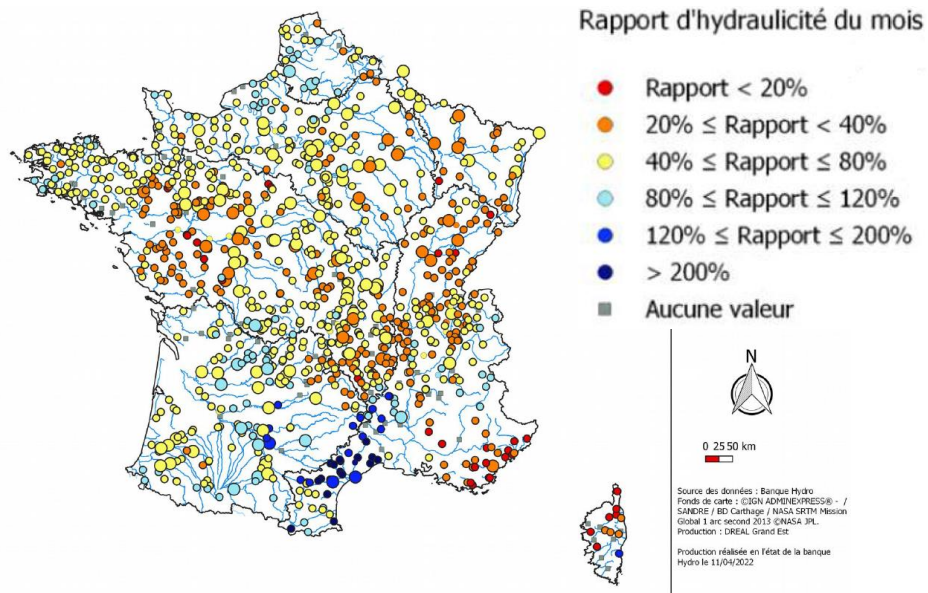 Rapport d'hydraulicité du mois
Rapport < 20%
20% ≤ Rapport < 40%
40% ≤ Rapport ≤ 80%
80% ≤ Rapport ≤ 120%
120% ≤ Rapport ≤ 200%
> 200%
Aucune valeur
N
0 25 50 km
Source des données : Banque Hydro
Fonds de carte : ©IGN ADMINEXPRESS® - /
SANDRE / BD Carthage / NASA SRTM Mission
Global 1 arc second 2013 ©NASA JPL.
Production : DREAL Grand Est
Production réalisée en l'état de la banque
Hydro le 11/04/2022